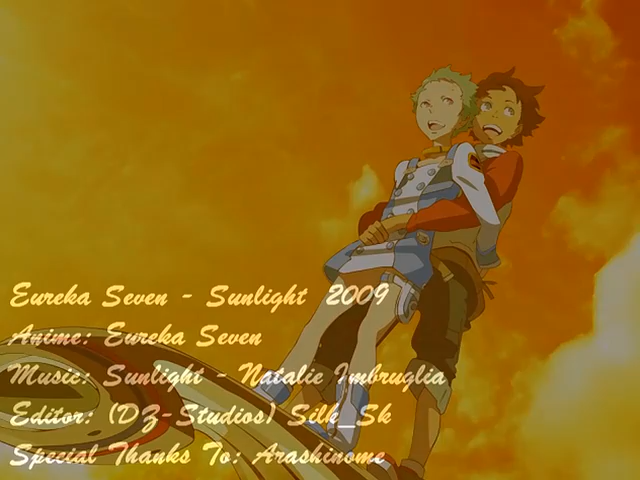 Eureka Seven - Sunlight 2009
Anime: Eureka Seven
Music: Sunlight - Natalie Imbruglia
Editor: (DZ-Studios) Silk_Sk
Special Thanks To: Arashinome